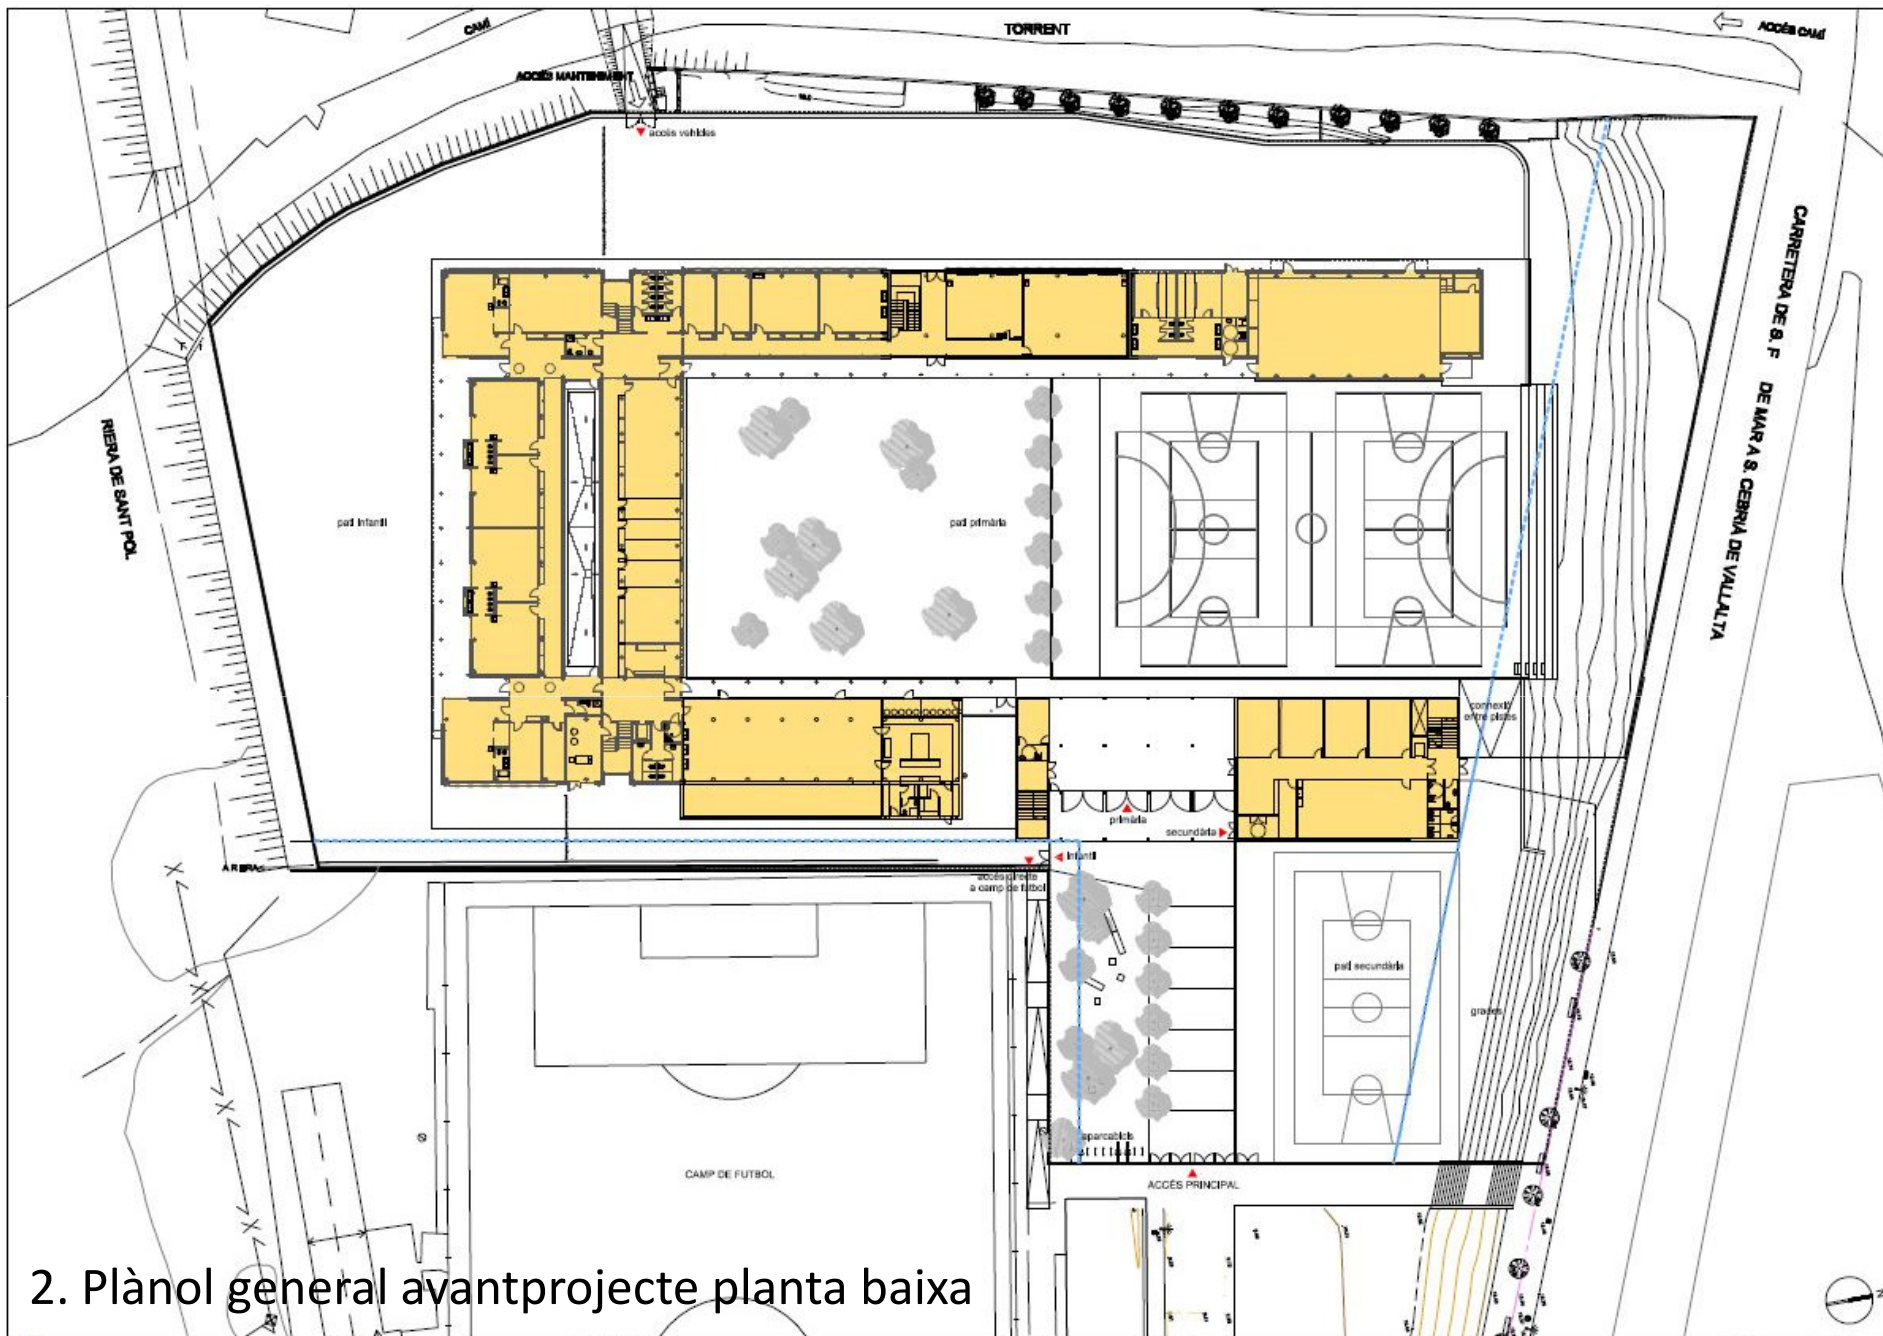 CAMÍ
TORRENT
ACCÉS CAMÍ
ACCÉS MANTENIMENT
accés vehicles
CARRETERA DE S. P
DE MAR A S. CEBRIÀ DE VALLALTA
RIERA DE SANT POL
pati infantil
pati primària
connexió
entre pistes
primària
secundària
infantil
accés directe
a camp de futbol
pati secundària
grades
aparcabicis
CAMP DE FUTBOL
ACCÉS PRINCIPAL
2. Plànol general avantprojecte planta baixa
N